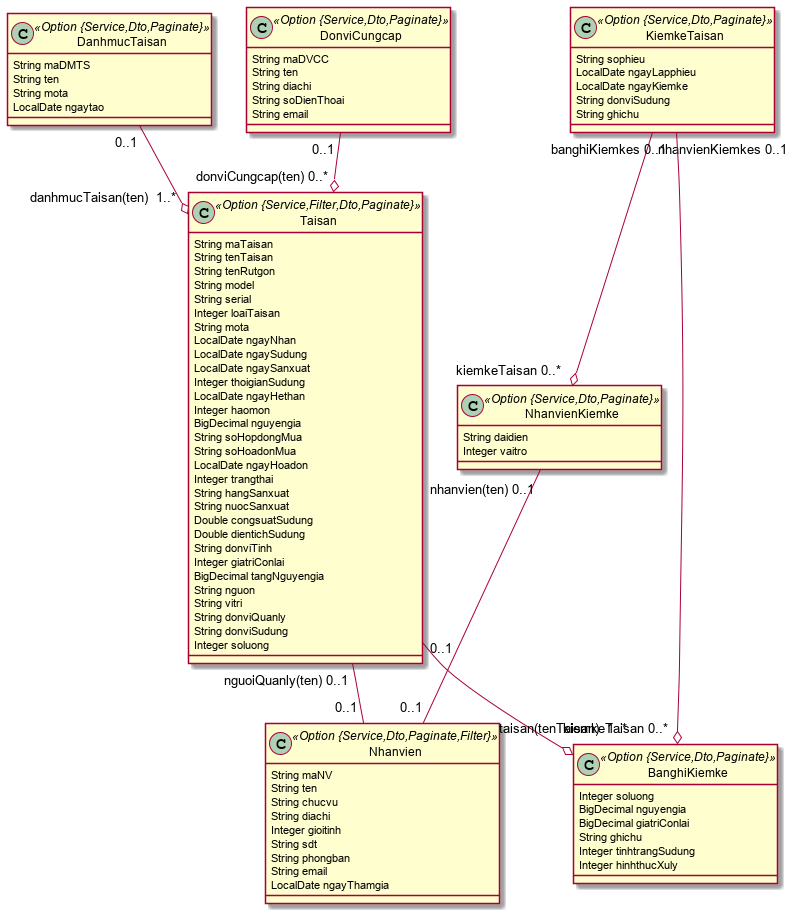 C «Option {Service,Dto,Paginate}»
DanhmucTaisan
String maDMTS
String ten
String mota
LocalDate ngaytao
C «Option {Service,Dto,Paginate}»
DonviCungcap
String maDVCC
String ten
String diachi
String soDienThoai
String email
C «Option {Service,Dto,Paginate}»
KiemkeTaisan
String sophieu
LocalDate ngayLapphieu
LocalDate ngayKiemke
String donviSudung
String ghichu
0..1
0..1
banghiKiemkes 0..1
nhanvienKiemkes 0..1
danhmucTaisan(ten) 1..*
donviCungcap(ten) 0..*
C «Option {Service,Filter,Dto,Paginate}»
Taisan
String maTaisan
String tenTaisan
String tenRutgon
String model
String serial
Integer loaiTaisan
String mota
LocalDate ngayNhan
LocalDate ngaySudung
LocalDate ngaySanxuat
Integer thoigianSudung
LocalDate ngayHethan
Integer haomon
BigDecimal nguyengia
String soHopdongMua
String soHoadonMua
LocalDate ngayHoadon
Integer trangthai
String hangSanxuat
String nuocSanxuat
Double congsuatSudung
Double dientichSudung
String donviTinh
Integer giatriConlai
BigDecimal tangNguyengia
String nguon
String vitri
String donviQuanly
String donviSudung
Integer soluong
kiemkeTaisan 0..*
C «Option {Service,Dto,Paginate}»
NhanvienKiemke
String daidien
Integer vaitro
nhanvien(ten) 0..1
0..1
nguoiQuanly(ten) 0..1
0..1
0..1
taisan(tenTaisan) 1..*
kiemkeTaisan 0..*
C «Option {Service,Dto,Paginate,Filter}»
Nhanvien
String maNV
String ten
String chucvu
String diachi
Integer gioitinh
String sdt
String phongban
String email
LocalDate ngayThamgia
C «Option {Service,Dto,Paginate}»
BanghiKiemke
Integer soluong
BigDecimal nguyengia
BigDecimal giatriConlai
String ghichu
Integer tinhtrangSudung
Integer hinhthucXuly